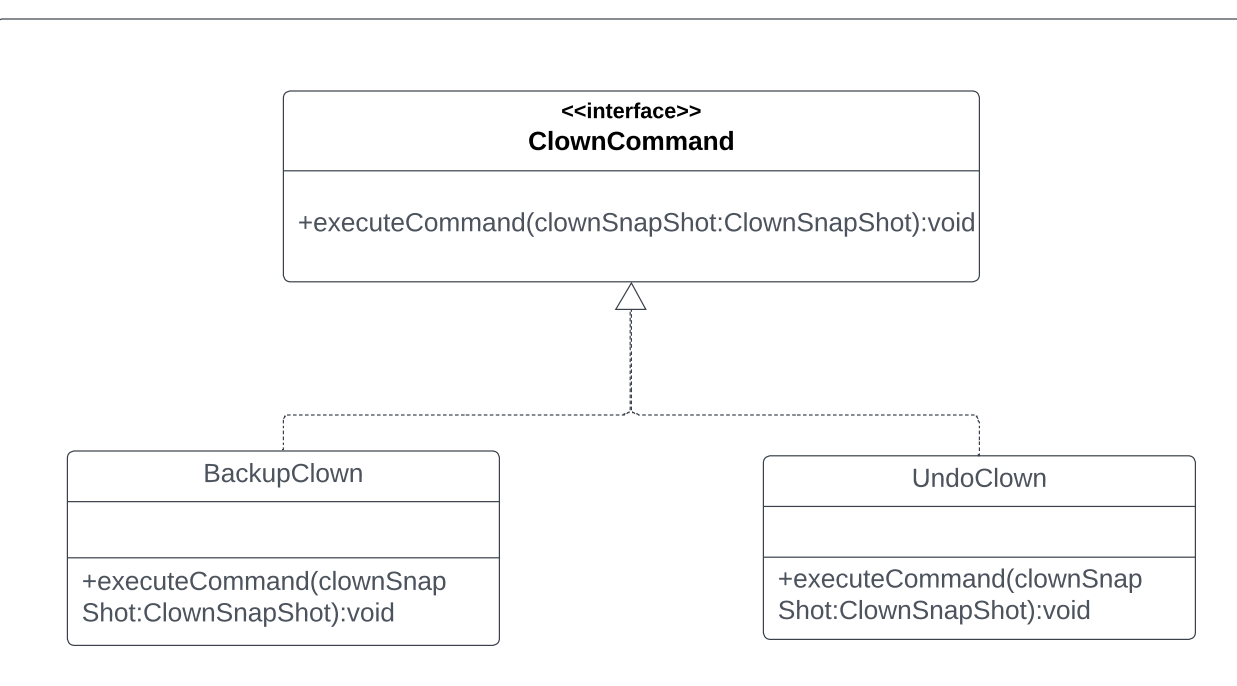 <<interface>>
ClownCommand
+executeCommand(clownSnapShot:ClownSnapShot):void
BackupClown
+executeCommand(clownSnap
Shot:ClownSnapShot):void
UndoClown
+executeCommand(clownSnap
Shot:ClownSnapShot):void